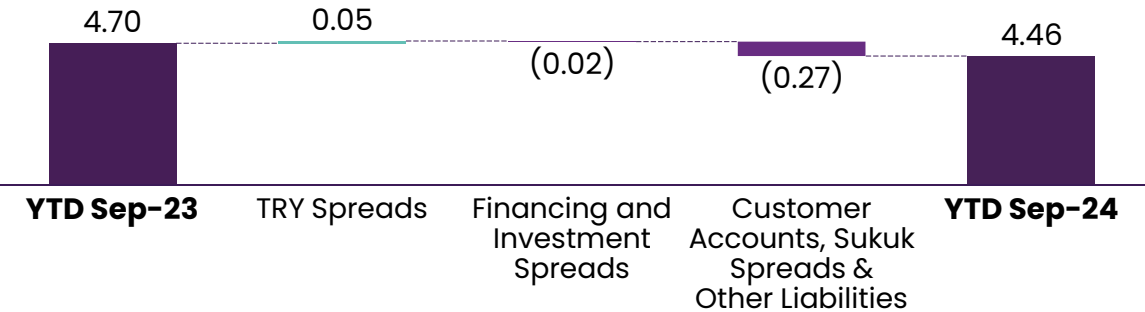 4.70
0.05
(0.02)
(0.27)
4.46
YTD Sep-23
TRY Spreads
Financing and
Investment
Spreads
Customer
Accounts, Sukuk
Spreads &
Other Liabilities
YTD Sep-24